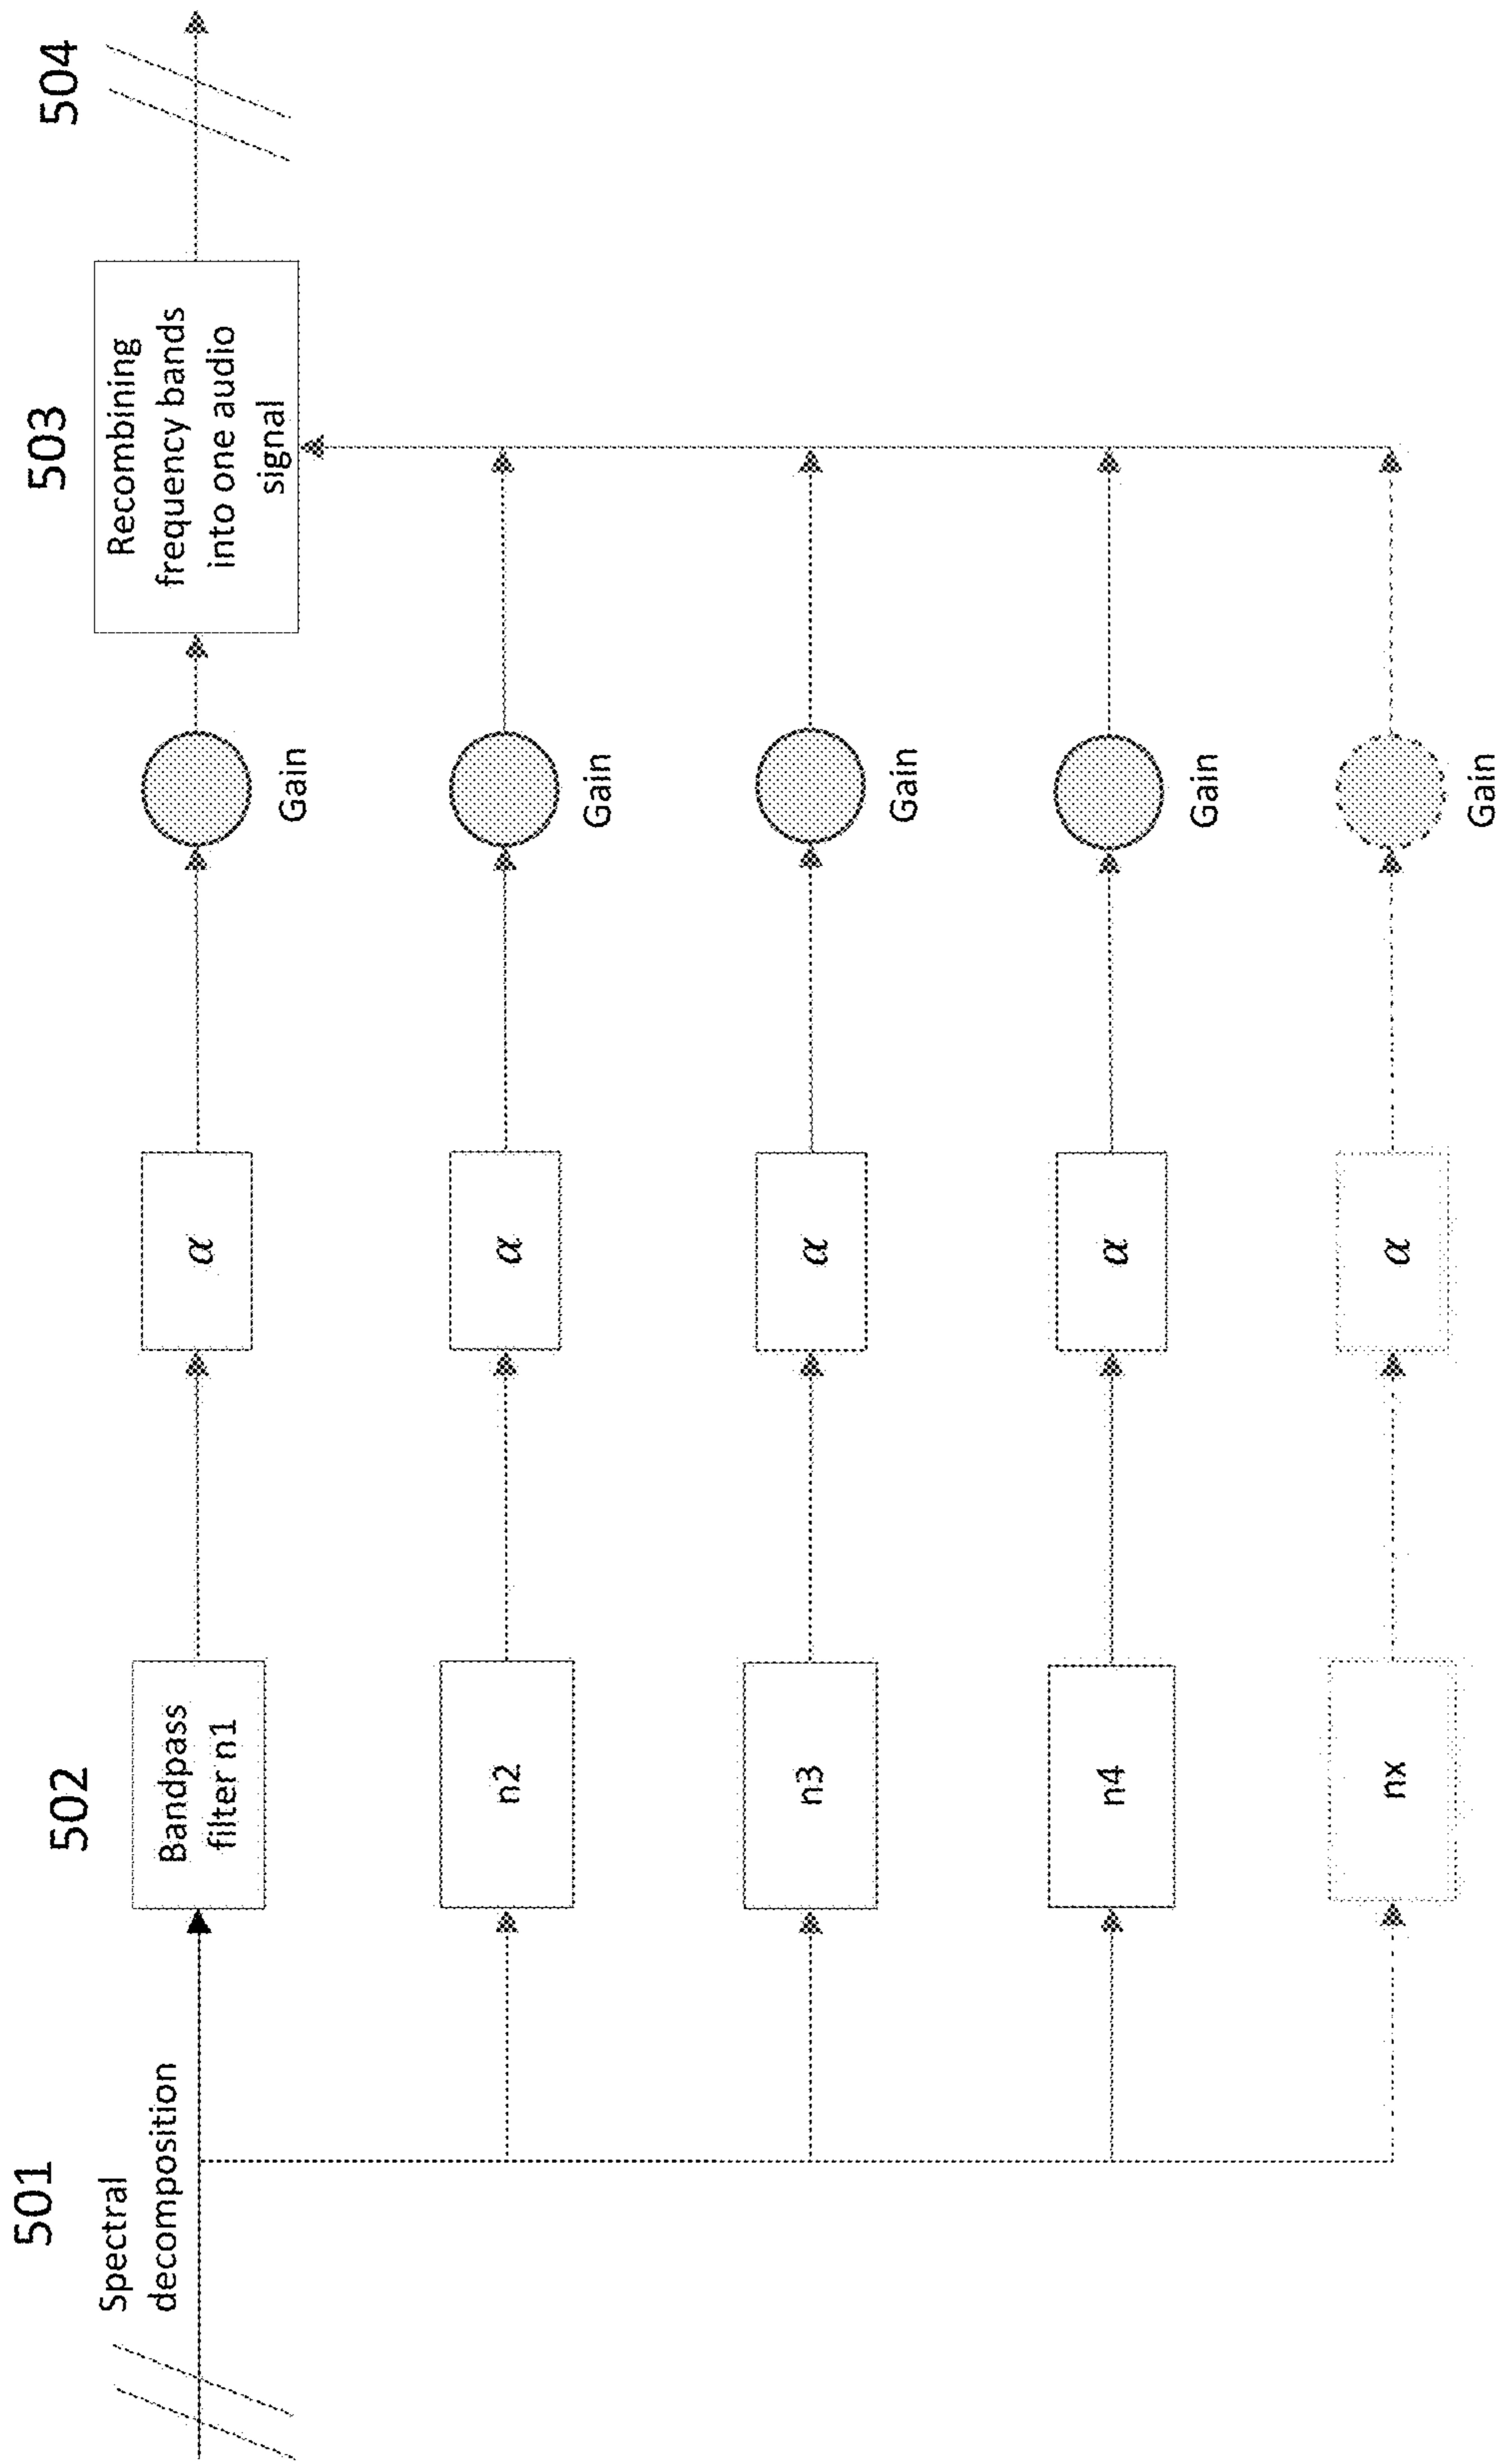 501
Spectral
decomposition
502
Bandpass
filter n1
α
Gain
503
Recombining
frequency bands
into one audio
signal
504
n2
α
Gain
n3
α
Gain
n4
α
Gain
nx
α
Gain